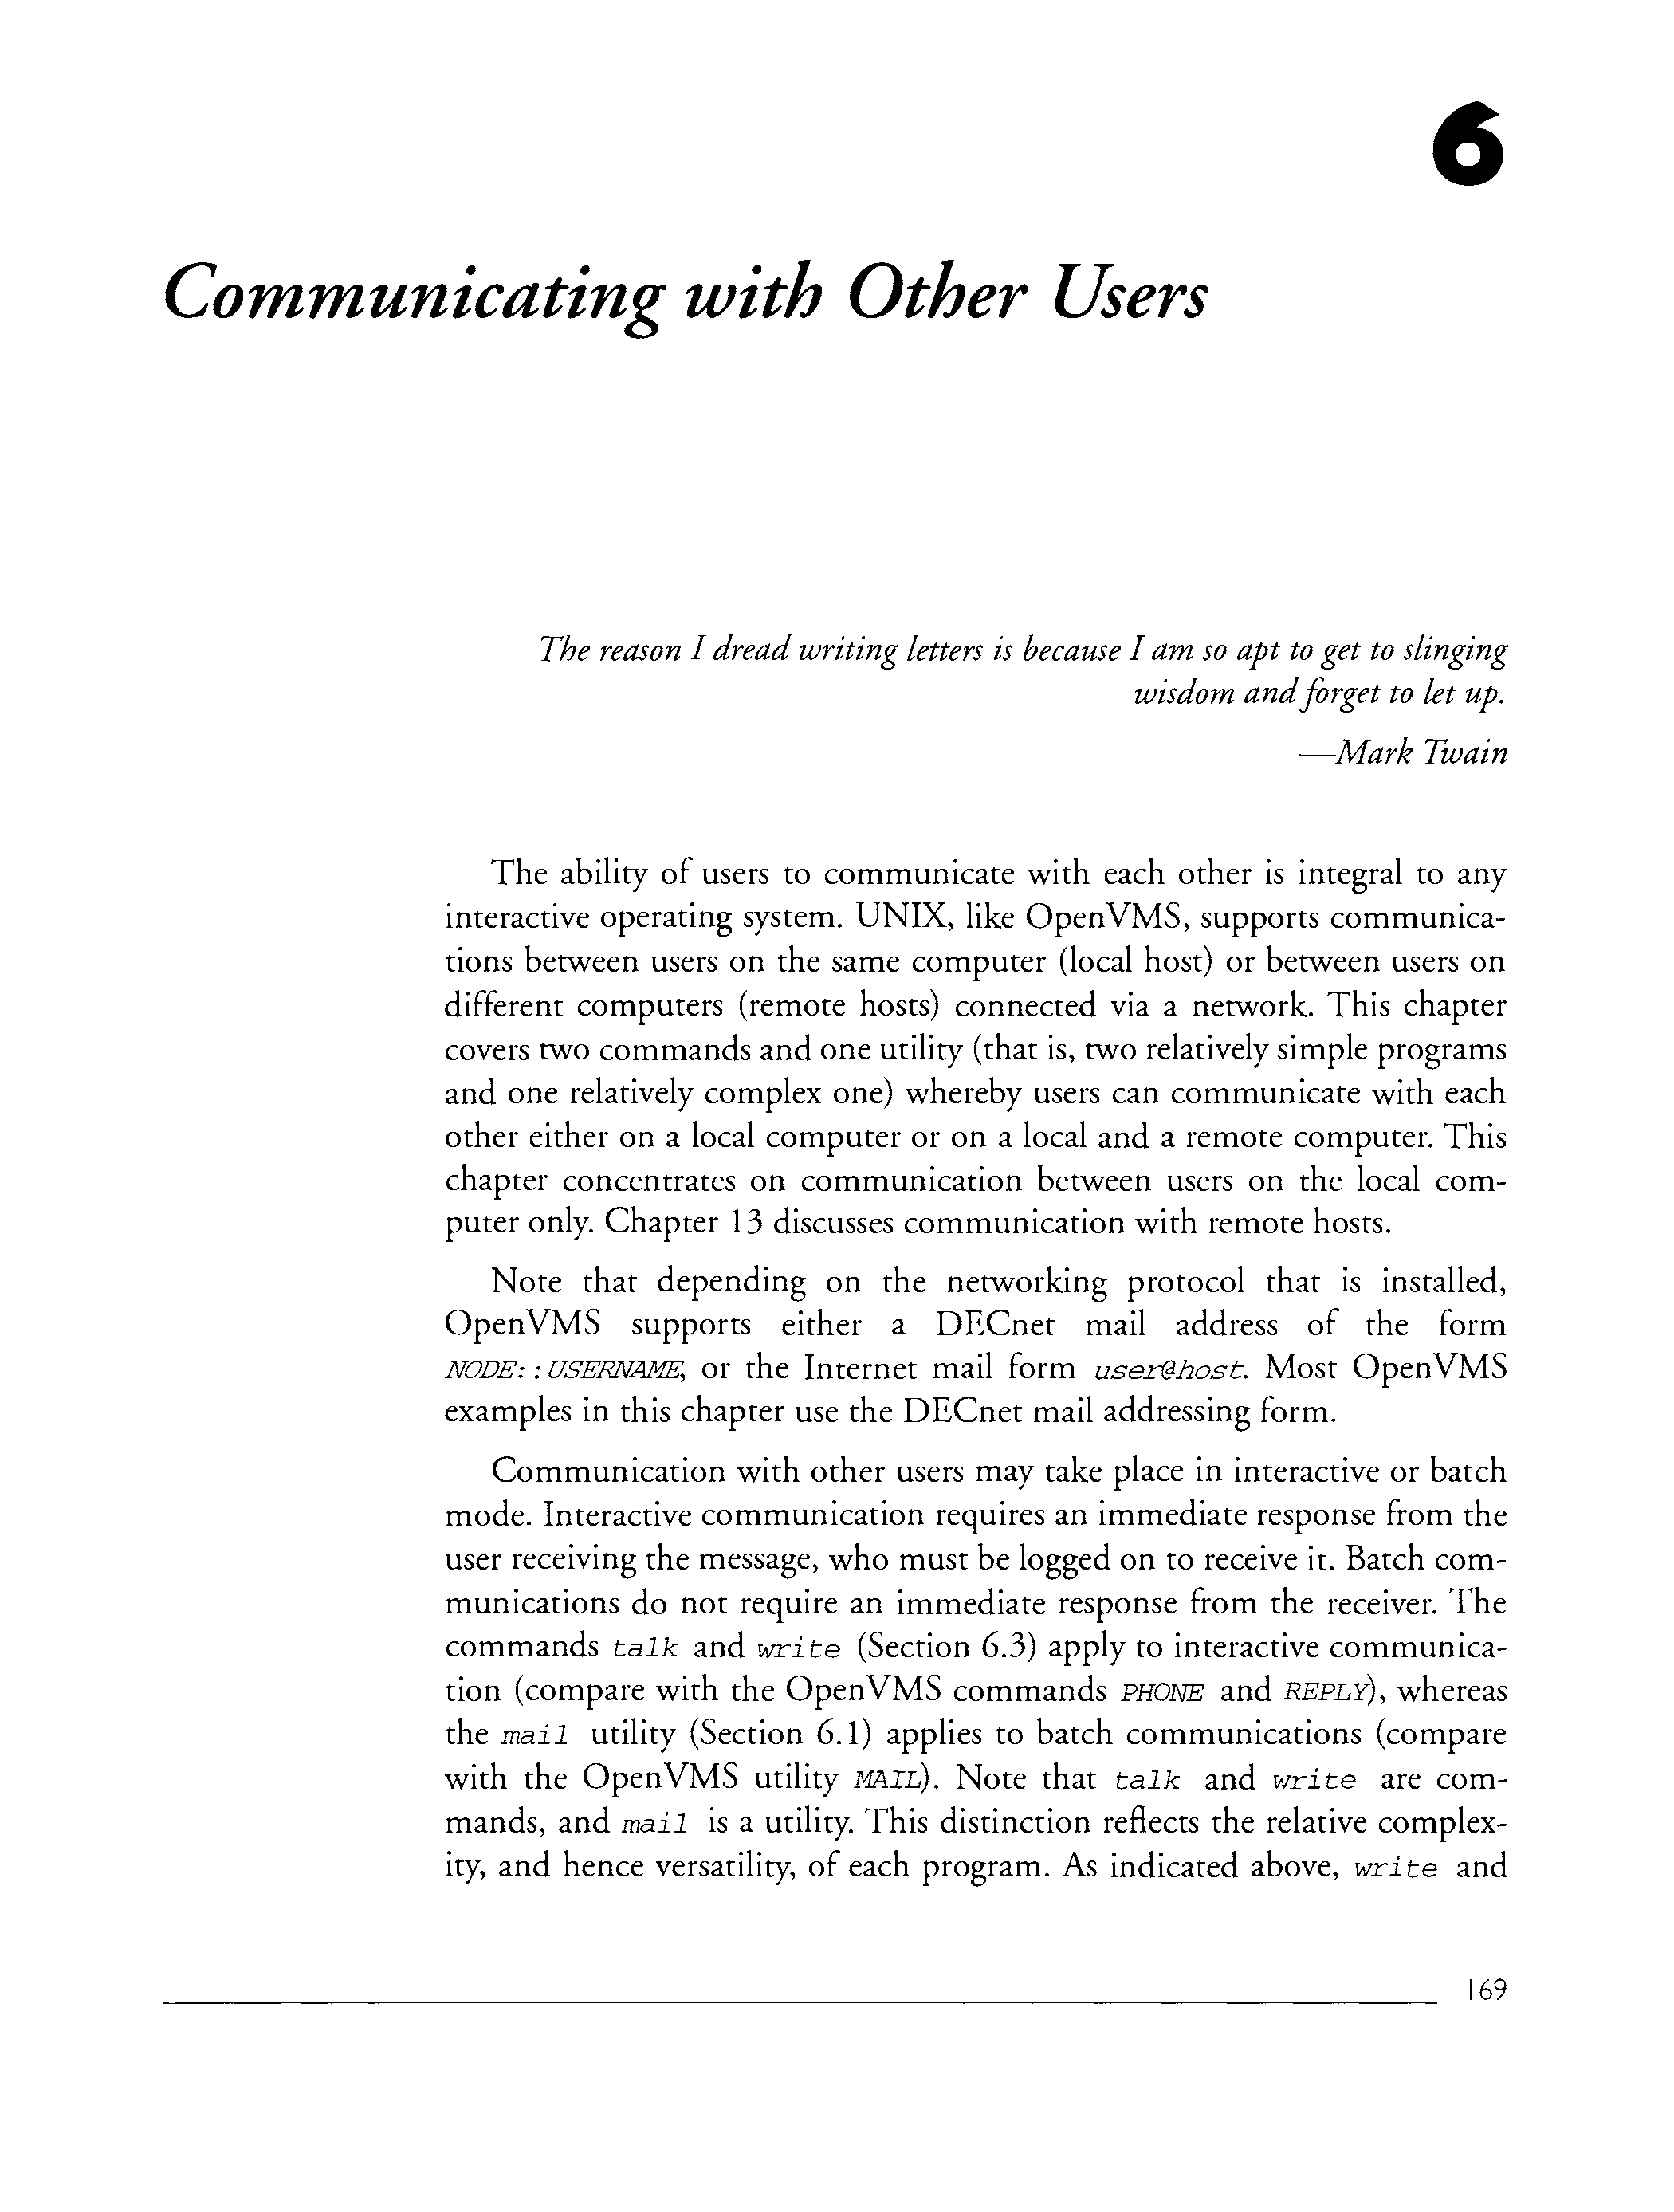 6
Communicating with Other Users
The reason I dread writing letters is because I am so apt to get to slinging
wisdom and forget to let up.
—Mark Twain
The ability of users to communicate with each other is integral to any
interactive operating system. UNIX, like OpenVMS, supports communica-
tions between users on the same computer (local host) or between users on
different computers (remote hosts) connected via a network. This chapter
covers two commands and one utility (that is, two relatively simple programs
and one relatively complex one) whereby users can communicate with each
other either on a local computer or on a local and a remote computer. This
chapter concentrates on communication between users on the local com-
puter only. Chapter 13 discusses communication with remote hosts.
Note that depending on the networking protocol that is installed,
OpenVMS supports either a DECnet mail address of the form
NODE::USERNAME, or the Internet mail form user@host. Most OpenVMS
examples in this chapter use the DECnet mail addressing form.
Communication with other users may take place in interactive or batch
mode. Interactive communication requires an immediate response from the
user receiving the message, who must be logged on to receive it. Batch com-
munications do not require an immediate response from the receiver. The
commands talk and write (Section 6.3) apply to interactive communica-
tion (compare with the OpenVMS commands PHONE and REPLY), whereas
the mail utility (Section 6.1) applies to batch communications (compare
with the OpenVMS utility MAIL). Note that talk and write are com-
mands, and mail is a utility. This distinction reflects the relative complex-
ity, and hence versatility, of each program. As indicated above, write and
169